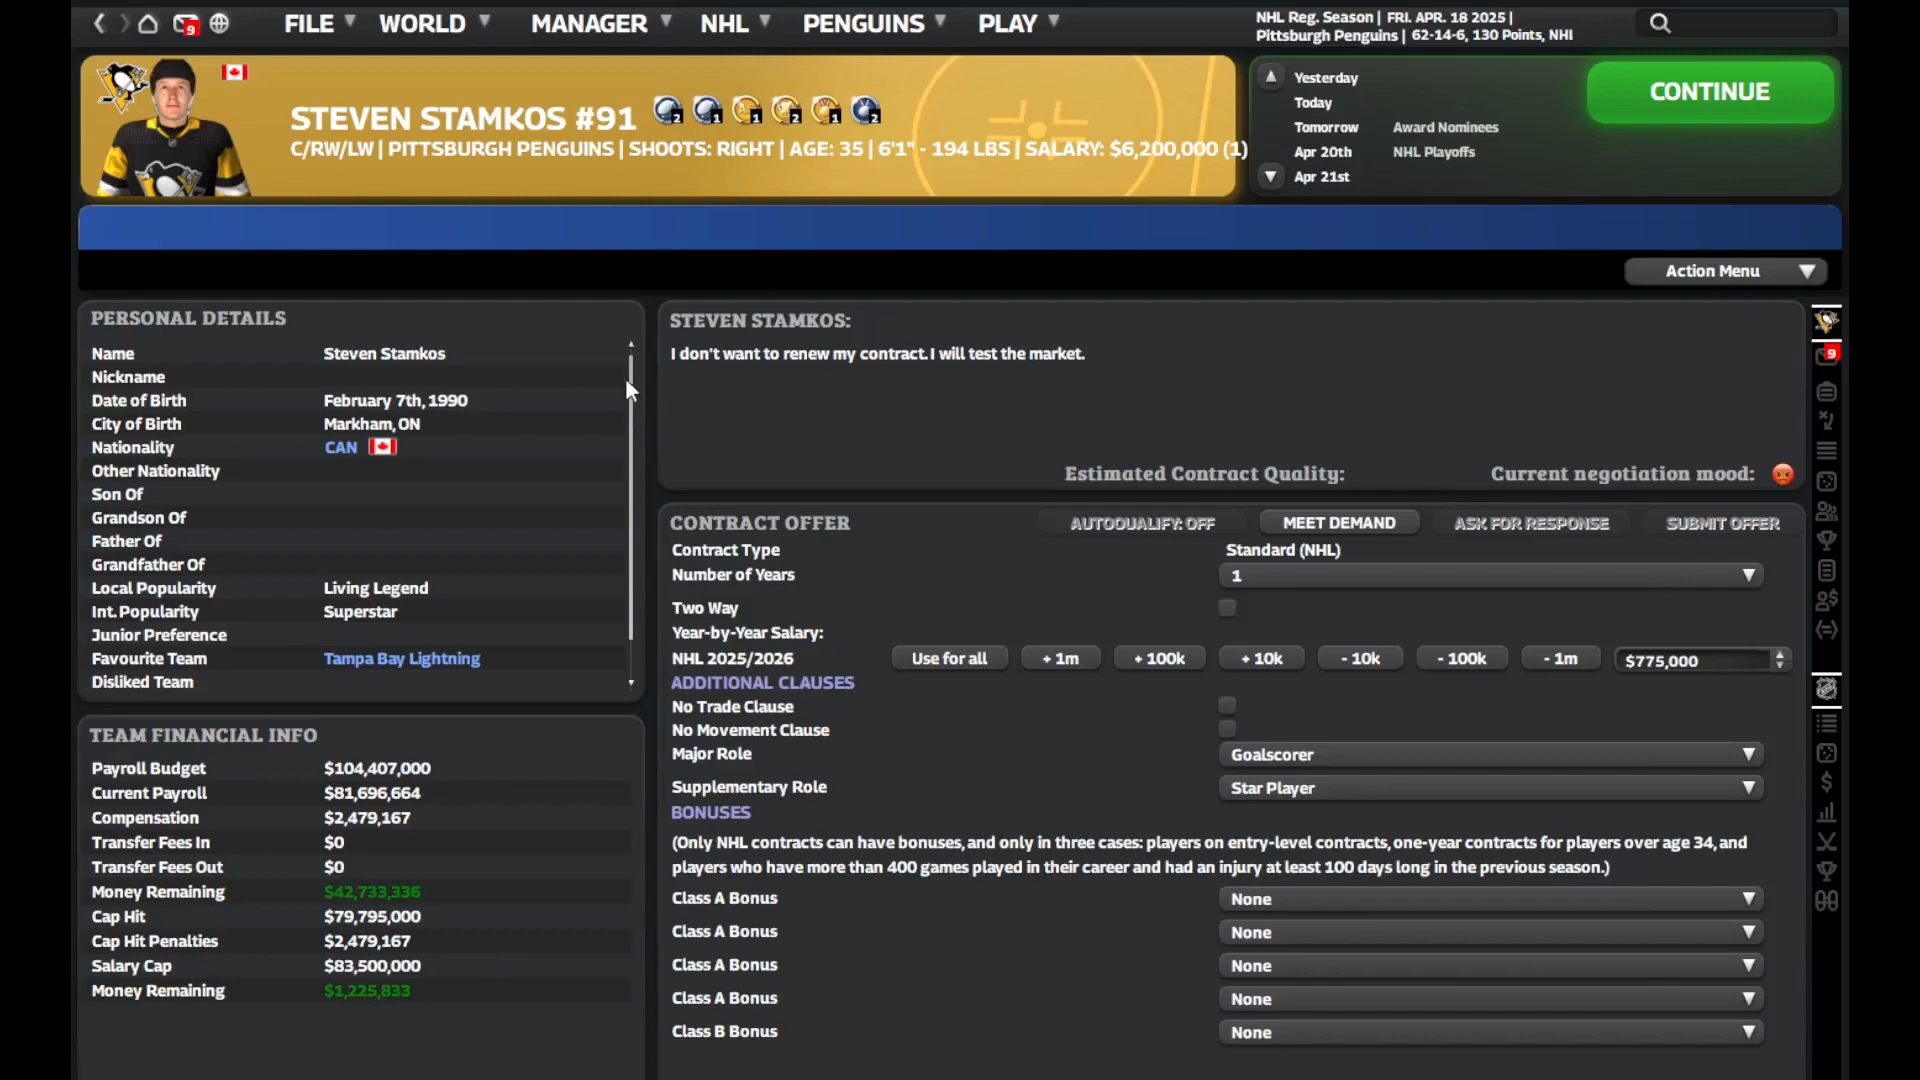 FILE WORLD MANAGER NHL PENGUINS PLAY
9
NHL Reg. Season | FRI. APR. 18 2025 |
Pittsburgh Penguins | 62-14-6, 130 Points, NHI
STEVEN STAMKOS #91
2 1 1 2 1 2
C/RW/LW | PITTSBURGH PENGUINS | SHOOTS: RIGHT | AGE: 35 | 6'1" - 194 LBS | SALARY: $6,200,000 (1)
Yesterday
Today
Tomorrow Award Nominees
Apr 20th NHL Playoffs
Apr 21st
CONTINUE
Action Menu
PERSONAL DETAILS
Name Steven Stamkos
Nickname
Date of Birth February 7th, 1990
City of Birth Markham, ON
Nationality CAN
Other Nationality
Son Of
Grandson Of
Father Of
Grandfather Of
Local Popularity Living Legend
Int. Popularity Superstar
Junior Preference
Favourite Team Tampa Bay Lightning
Disliked Team
TEAM FINANCIAL INFO
Payroll Budget $104,407,000
Current Payroll $81,696,664
Compensation $2,479,167
Transfer Fees In $0
Transfer Fees Out $0
Money Remaining $42,733,336
Cap Hit $79,795,000
Cap Hit Penalties $2,479,167
Salary Cap $83,500,000
Money Remaining $1,225,833
STEVEN STAMKOS:
I don't want to renew my contract. I will test the market.
Estimated Contract Quality: Current negotiation mood:
CONTRACT OFFER AUTOQUALIFY: OFF MEET DEMAND ASK FOR RESPONSE SUBMIT OFFER
Contract Type Standard (NHL)
Number of Years 1
Two Way
Year-by-Year Salary:
NHL 2025/2026 Use for all + 1m + 100k + 10k - 10k - 100k - 1m $775,000
ADDITIONAL CLAUSES
No Trade Clause
No Movement Clause
Major Role Goalscorer
Supplementary Role Star Player
BONUSES
(Only NHL contracts can have bonuses, and only in three cases: players on entry-level contracts, one-year contracts for players over age 34, and
players who have more than 400 games played in their career and had an injury at least 100 days long in the previous season.)
Class A Bonus None
Class A Bonus None
Class A Bonus None
Class A Bonus None
Class B Bonus None
9